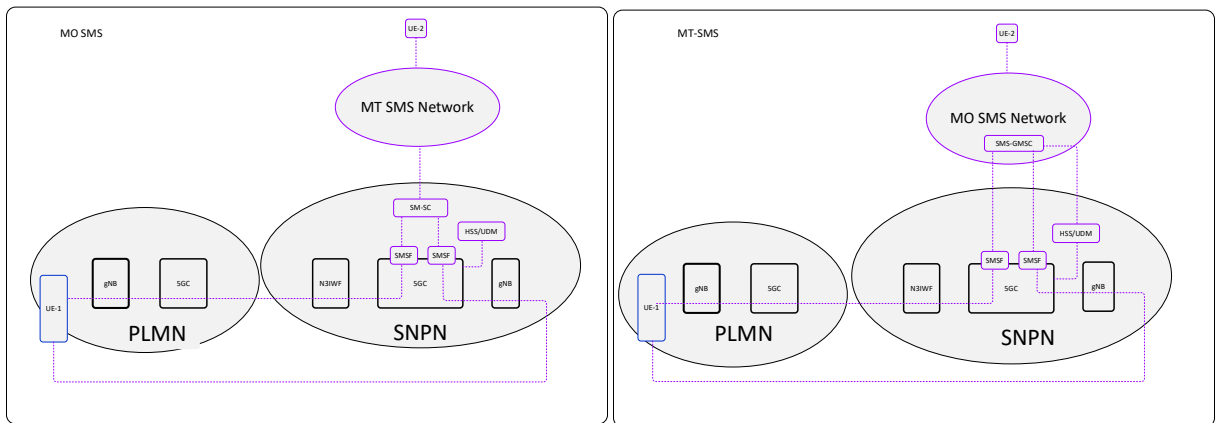 MO SMS
UE-2
MT SMS Network
SM-SC
HSS/UDM
SMSF
SMSF
gNB
5GC
N3IWF
5GC
gNB
UE-1
PLMN
SNPN
MT-SMS
UE-2
MO SMS Network
SMS-GMSC
HSS/UDM
SMSF
SMSF
gNB
5GC
N3IWF
5GC
gNB
UE-1
PLMN
SNPN